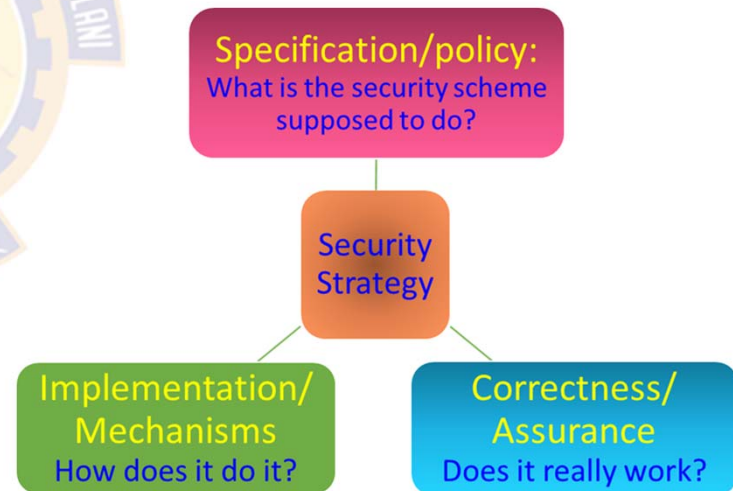 LANI
Specification/policy:
What is the security scheme
supposed to do?
Security
Strategy
Implementation/
Mechanisms
How does it do it?
Correctness/
Assurance
Does it really work?